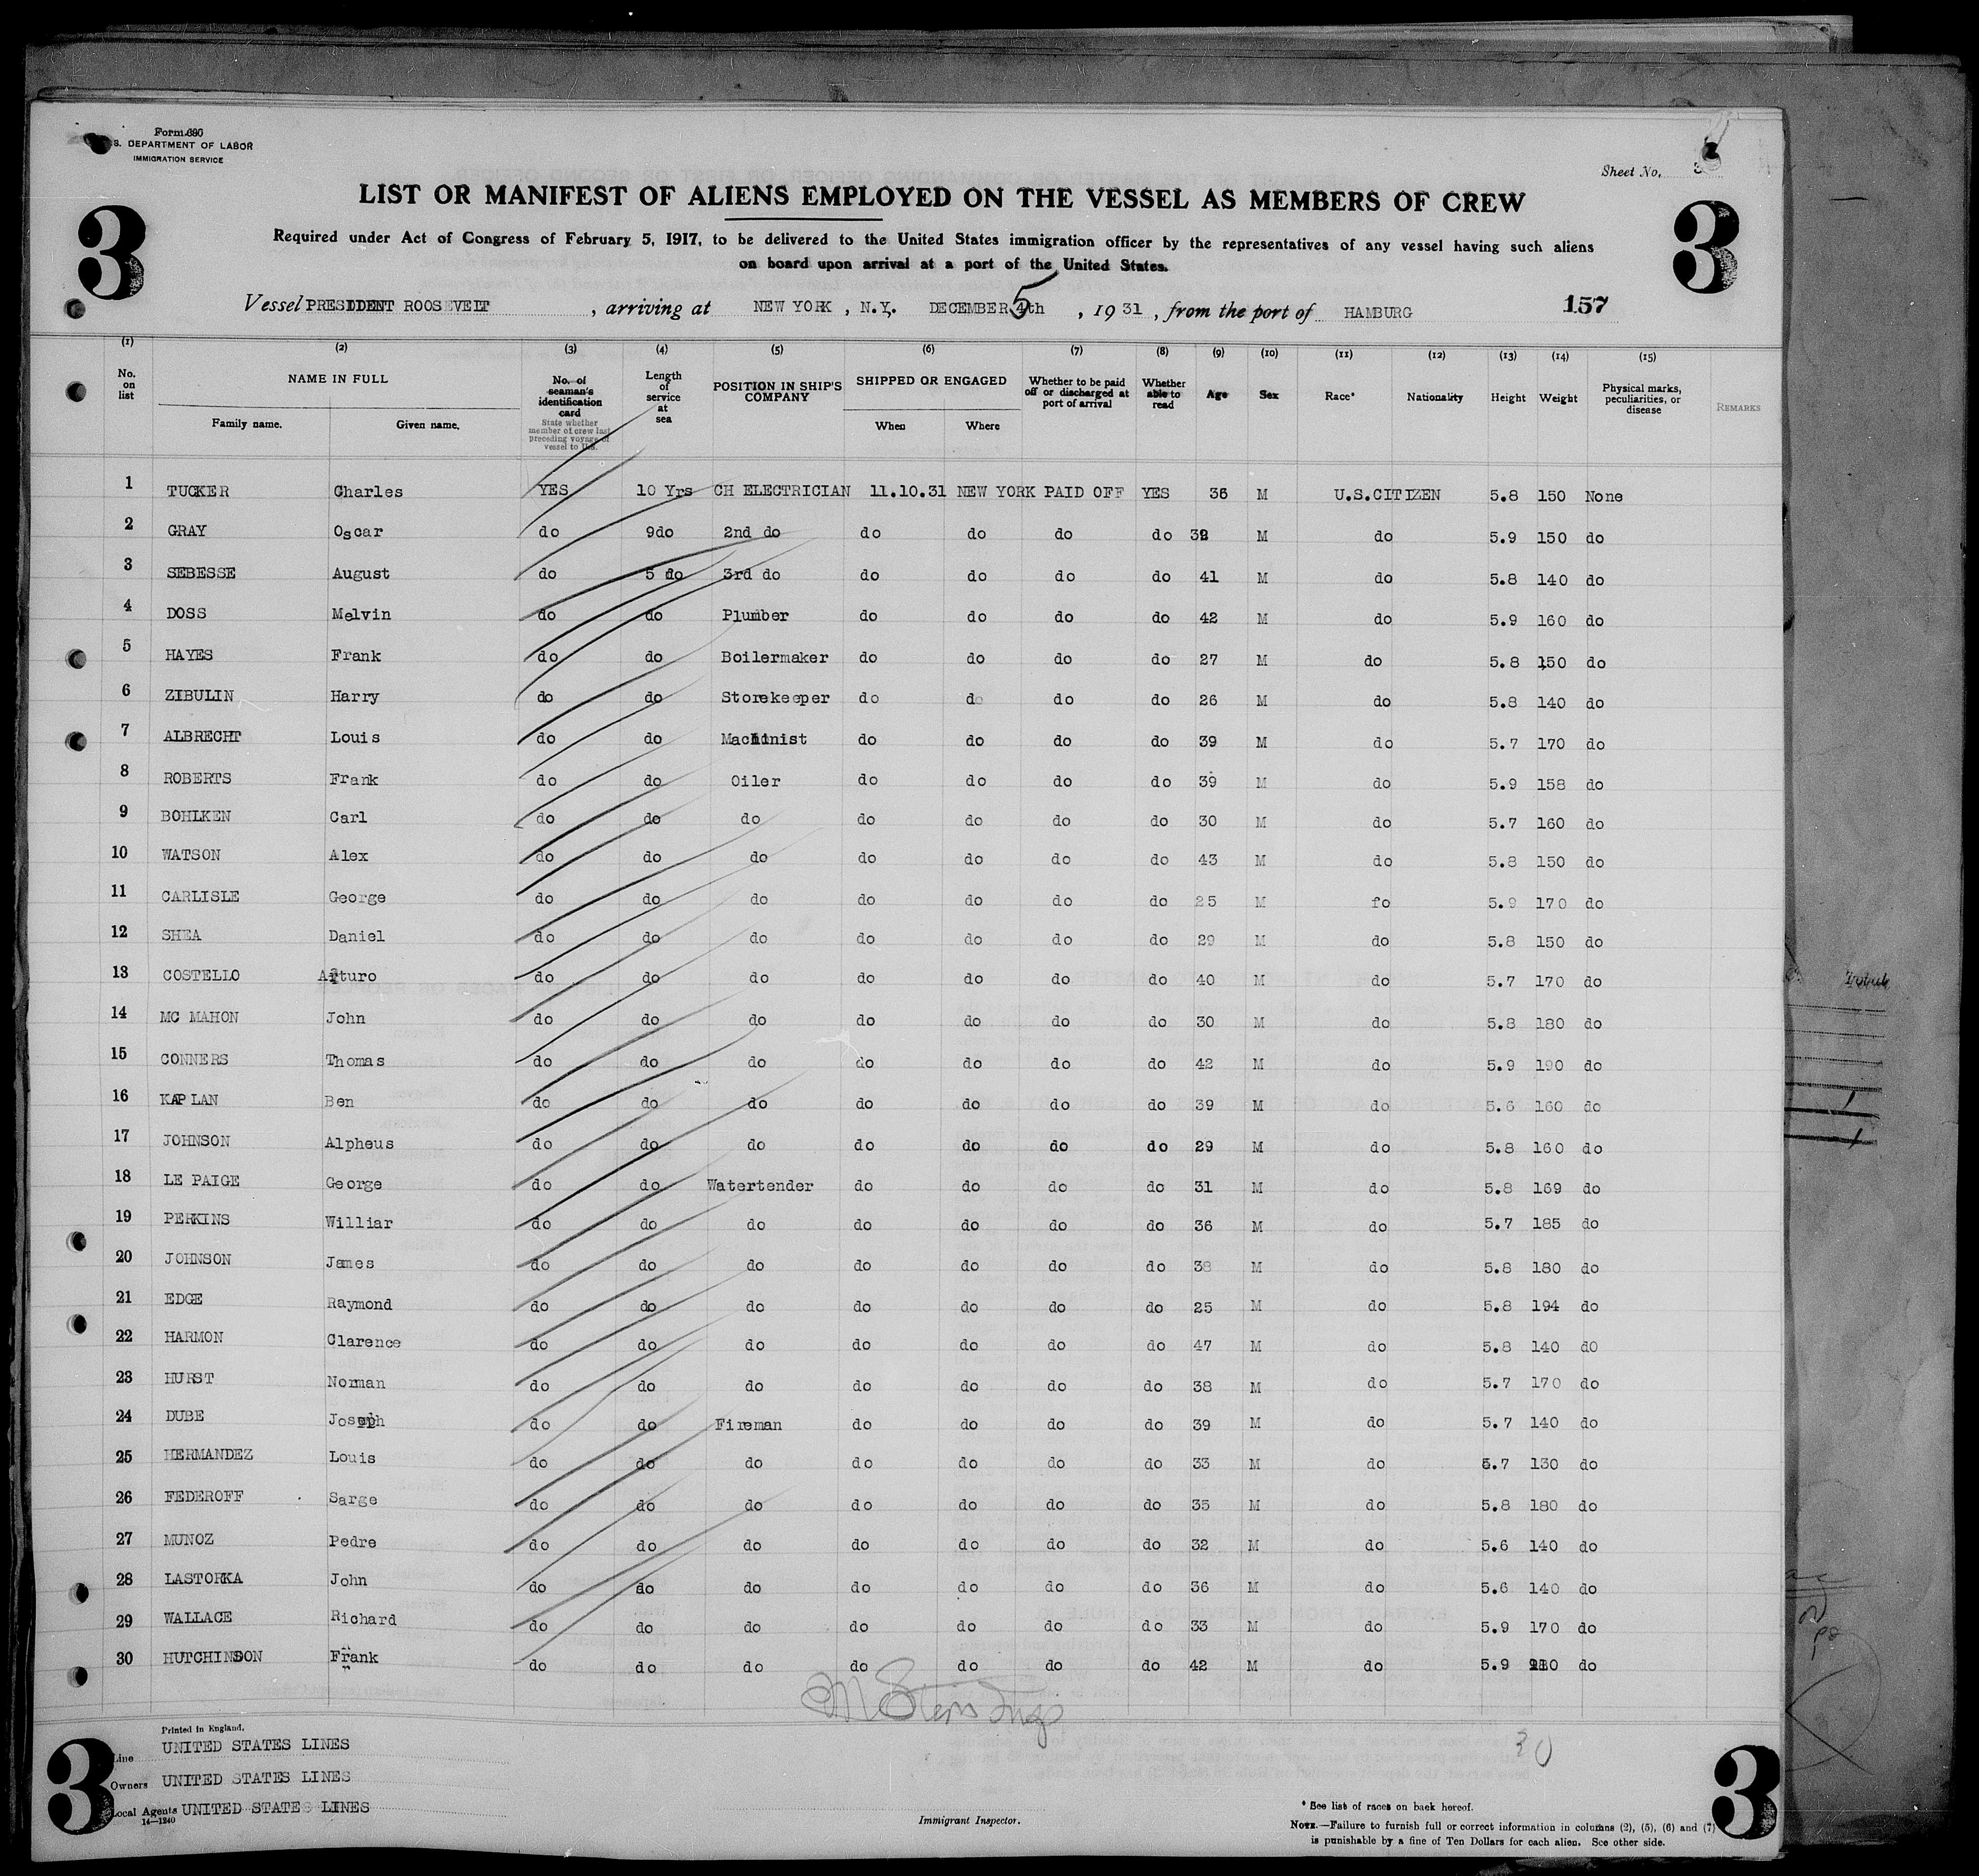 Form 680
S. DEPARTMENT OF LABOR
IMMIGRATION SERVICE
Sheet No. 3
LIST OR MANIFEST OF ALIENS EMPLOYED ON THE VESSEL AS MEMBERS OF CREW
3 3
Required under Act of Congress of February 5, 1917, to be delivered to the United States immigration officer by the representatives of any vessel having such aliens
on board upon arrival at a port of the United States.
Vessel PRESIDENT ROOSEVELT, arriving at NEW YORK, N.Y. DECEMBER 5 4th, 1931, from the port of HAMBURG 157
(1) (2) (3) (4) (5) (6) (7) (8) (9) (10) (11) (12) (13) (14) (15)
No. on list NAME IN FULL Family name. Given name. No. of seaman's identification card State whether member of crew last preceding voyage of vessel to U.S. Length of service at sea POSITION IN SHIP'S COMPANY SHIPPED OR ENGAGED When Where Whether to be paid off or discharged at port of arrival Whether able to read Age Sex Race* Nationality Height Weight Physical marks, peculiarities, or disease REMARKS
1 TUCKER Charles YES 10 Yrs CH ELECTRICIAN 11.10.31 NEW YORK PAID OFF YES 36 M U.S.CITIZEN 5.8 150 None
2 GRAY Oscar do 9do 2nd do do do do do M do 5.9 150 do
3 SEBESSE August do 5 do 3rd do do do do do 41 M do 5.8 140 do
4 DOSS Melvin do do Plumber do do do do 42 M do 5.9 160 do
5 HAYES Frank do do Boilermaker do do do do 27 M do 5.8 150 do
6 ZIBULIN Harry do do Storekeeper do do do do 26 M do 5.8 140 do
7 ALBRECHT Louis do do Machinist do do do do 39 M do 5.7 170 do
8 ROBERTS Frank do do Oiler do do do do 39 M do 5.9 158 do
9 BOHLKEN Carl do do do do do do do 30 M do 5.7 160 do
10 WATSON Alex do do do do do do do 43 M do 5.8 150 do
11 CARLISLE George do do do do do do do 25 M fo 5.9 170 do
12 SHEA Daniel do do do do do do do 29 M do 5.8 150 do
13 COSTELLO Arturo do do do do do do do 40 M do 5.7 170 do
14 MC MAHON John do do do do do do do 30 M do 5.8 180 do
15 CONNERS Thomas do do do do do do do 42 M do 5.9 190 do
16 KAPLAN Ben do do do do do do do 39 M do 5.6 160 do
17 JOHNSON Alpheus do do do do do do do 29 M do 5.8 160 do
18 LE PAIGE George do do Watertender do do do do 31 M do 5.8 169 do
19 PERKINS Williar do do do do do do do 36 M do 5.7 185 do
20 JOHNSON James do do do do do do do 38 M do 5.8 180 do
21 EDGE Raymond do do do do do do do 25 M do 5.8 194 do
22 HARMON Clarence do do do do do do do 47 M do 5.8 140 do
23 HURST Norman do do do do do do do 38 M do 5.7 170 do
24 DUBE Joseph do do Fireman do do do do 39 M do 5.7 140 do
25 HERMANDEZ Louis do do do do do do do 33 M do 5.7 130 do
26 FEDEROFF Sarge do do do do do do do 35 M do 5.8 180 do
27 MUNOZ Pedre do do do do do do do 32 M do 5.6 140 do
28 LASTORKA John do do do do do do do 36 M do 5.6 140 do
29 WALLACE Richard do do do do do do do 33 M do 5.9 170 do
30 HUTCHINSON Frank do do do do do do do 42 M do 5.9 do
30
Printed in England.
Line UNITED STATES LINES
Owners UNITED STATES LINES
Local Agents UNITED STATES LINES
14—1240
Immigrant Inspector.
* See list of races on back hereof.
NOTE.—Failure to furnish full or correct information in columns (2), (5), (6) and (7)
is punishable by a fine of Ten Dollars for each alien. See other side.
3 3